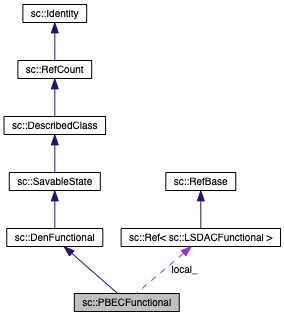 sc::Identity
sc::RefCount
sc::DescribedClass
sc::SavableState
sc::RefBase
sc::DenFunctional
sc::Ref< sc::LSDACFunctional >
local_
sc::PBECFunctional